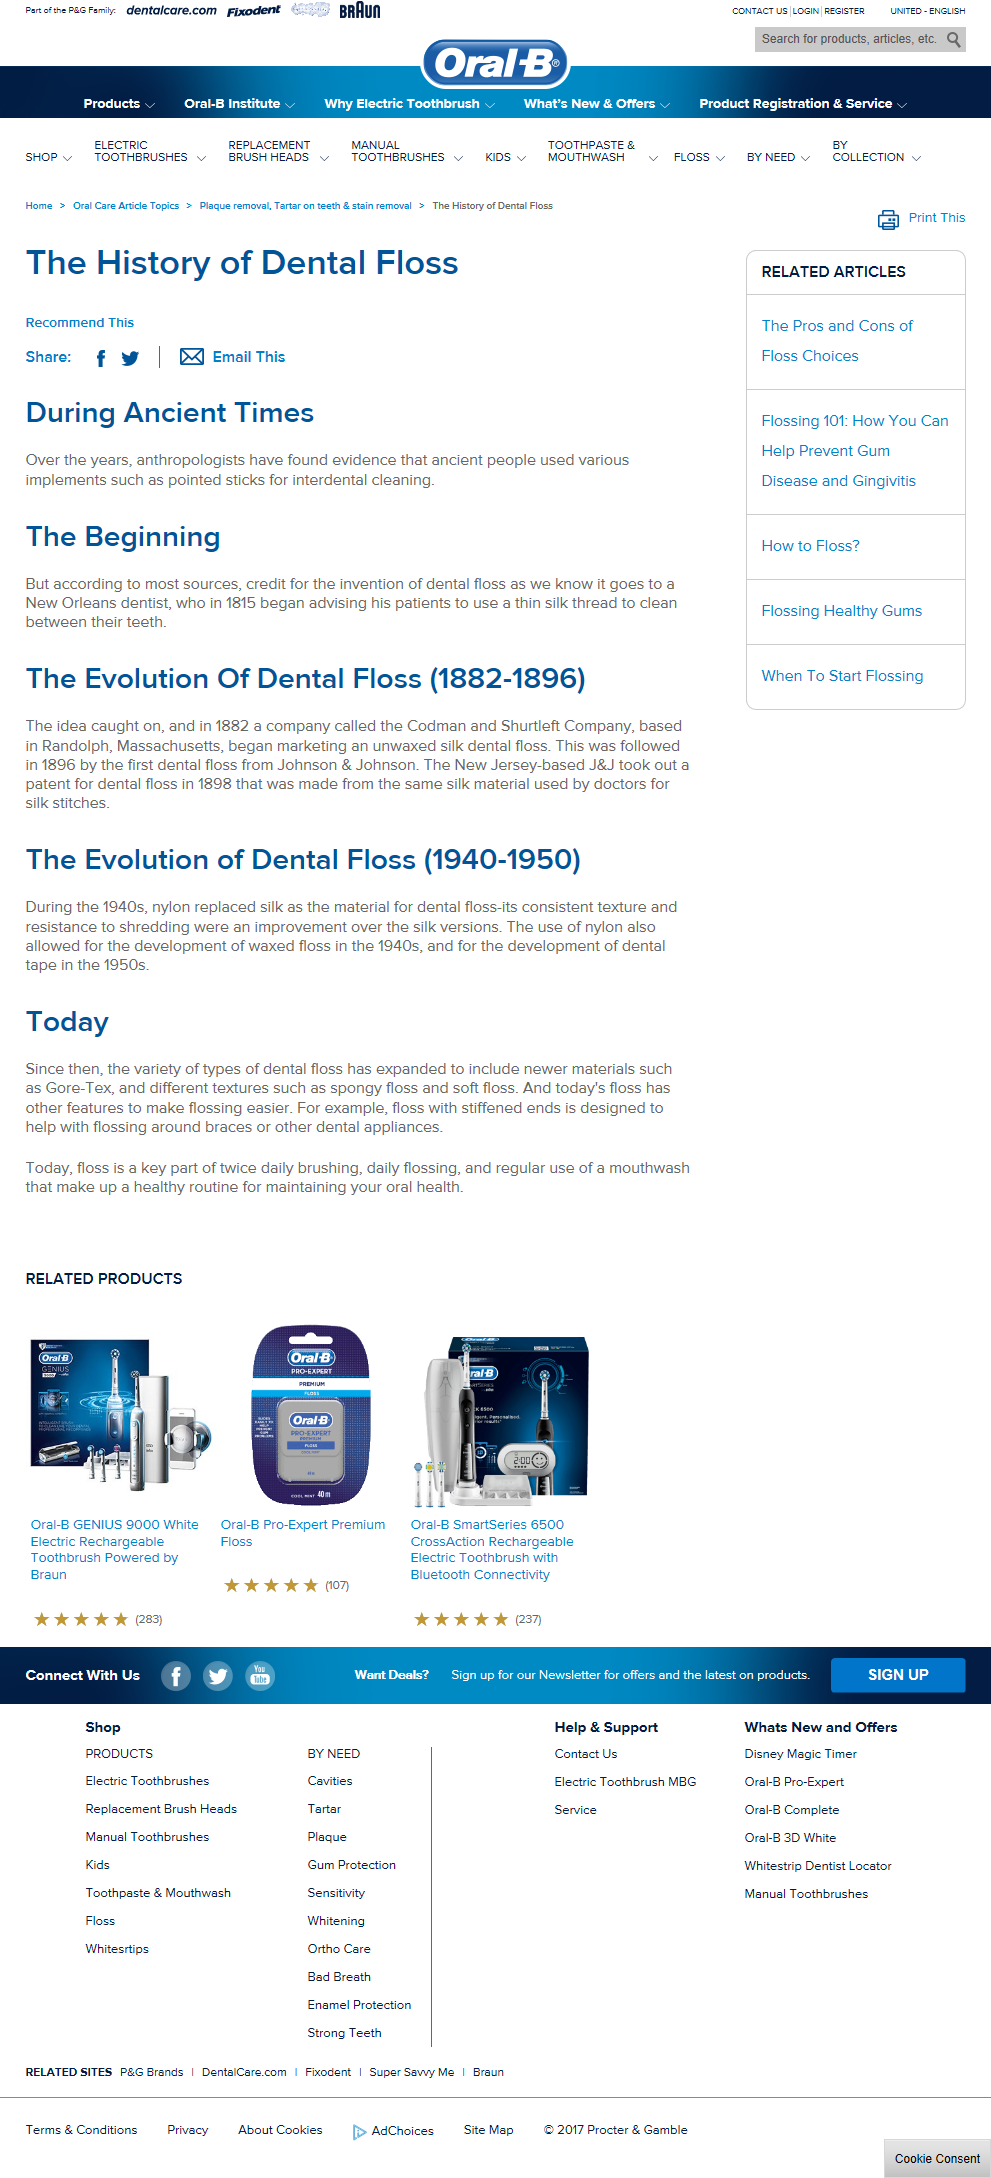 Part of the P&G Family: dentalcare.com Fixodent BRAUN
CONTACT US | LOGIN | REGISTER UNITED - ENGLISH
Search for products, articles, etc.
Oral-B®
Products Oral-B Institute Why Electric Toothbrush What's New & Offers Product Registration & Service
SHOP
ELECTRIC
TOOTHBRUSHES
REPLACEMENT
BRUSH HEADS
MANUAL
TOOTHBRUSHES
KIDS
TOOTHPASTE &
MOUTHWASH
FLOSS
BY NEED
BY
COLLECTION
Home > Oral Care Article Topics > Plaque removal, Tartar on teeth & stain removal > The History of Dental Floss
Print This
The History of Dental Floss
Recommend This
Share:
Email This
During Ancient Times
Over the years, anthropologists have found evidence that ancient people used various
implements such as pointed sticks for interdental cleaning.
The Beginning
But according to most sources, credit for the invention of dental floss as we know it goes to a
New Orleans dentist, who in 1815 began advising his patients to use a thin silk thread to clean
between their teeth.
The Evolution Of Dental Floss (1882-1896)
The idea caught on, and in 1882 a company called the Codman and Shurtleft Company, based
in Randolph, Massachusetts, began marketing an unwaxed silk dental floss. This was followed
in 1896 by the first dental floss from Johnson & Johnson. The New Jersey-based J&J took out a
patent for dental floss in 1898 that was made from the same silk material used by doctors for
silk stitches.
The Evolution of Dental Floss (1940-1950)
During the 1940s, nylon replaced silk as the material for dental floss-its consistent texture and
resistance to shredding were an improvement over the silk versions. The use of nylon also
allowed for the development of waxed floss in the 1940s, and for the development of dental
tape in the 1950s.
Today
Since then, the variety of types of dental floss has expanded to include newer materials such
as Gore-Tex, and different textures such as spongy floss and soft floss. And today's floss has
other features to make flossing easier. For example, floss with stiffened ends is designed to
help with flossing around braces or other dental appliances.
Today, floss is a key part of twice daily brushing, daily flossing, and regular use of a mouthwash
that make up a healthy routine for maintaining your oral health.
RELATED ARTICLES
The Pros and Cons of
Floss Choices
Flossing 101: How You Can
Help Prevent Gum
Disease and Gingivitis
How to Floss?
Flossing Healthy Gums
When To Start Flossing
RELATED PRODUCTS
Oral-B
GENIUS
Oral-B
PRO-EXPERT
PREMIUM
FLOSS
Oral-B
PRO-EXPERT
PREMIUM
FLOSS
COOL MINT 40 m
2:00
Oral-B GENIUS 9000 White
Electric Rechargeable
Toothbrush Powered by
Braun
(283)
Oral-B Pro-Expert Premium
Floss
(107)
Oral-B SmartSeries 6500
CrossAction Rechargeable
Electric Toothbrush with
Bluetooth Connectivity
(237)
Connect With Us
You
Tube
Want Deals? Sign up for our Newsletter for offers and the latest on products.
SIGN UP
Shop
PRODUCTS
Electric Toothbrushes
Replacement Brush Heads
Manual Toothbrushes
Kids
Toothpaste & Mouthwash
Floss
Whitesrtips
BY NEED
Cavities
Tartar
Plaque
Gum Protection
Sensitivity
Whitening
Ortho Care
Bad Breath
Enamel Protection
Strong Teeth
Help & Support
Contact Us
Electric Toothbrush MBG
Service
Whats New and Offers
Disney Magic Timer
Oral-B Pro-Expert
Oral-B Complete
Oral-B 3D White
Whitestrip Dentist Locator
Manual Toothbrushes
RELATED SITES P&G Brands | DentalCare.com | Fixodent | Super Savvy Me | Braun
Terms & Conditions Privacy About Cookies AdChoices Site Map © 2017 Procter & Gamble
Cookie Consent